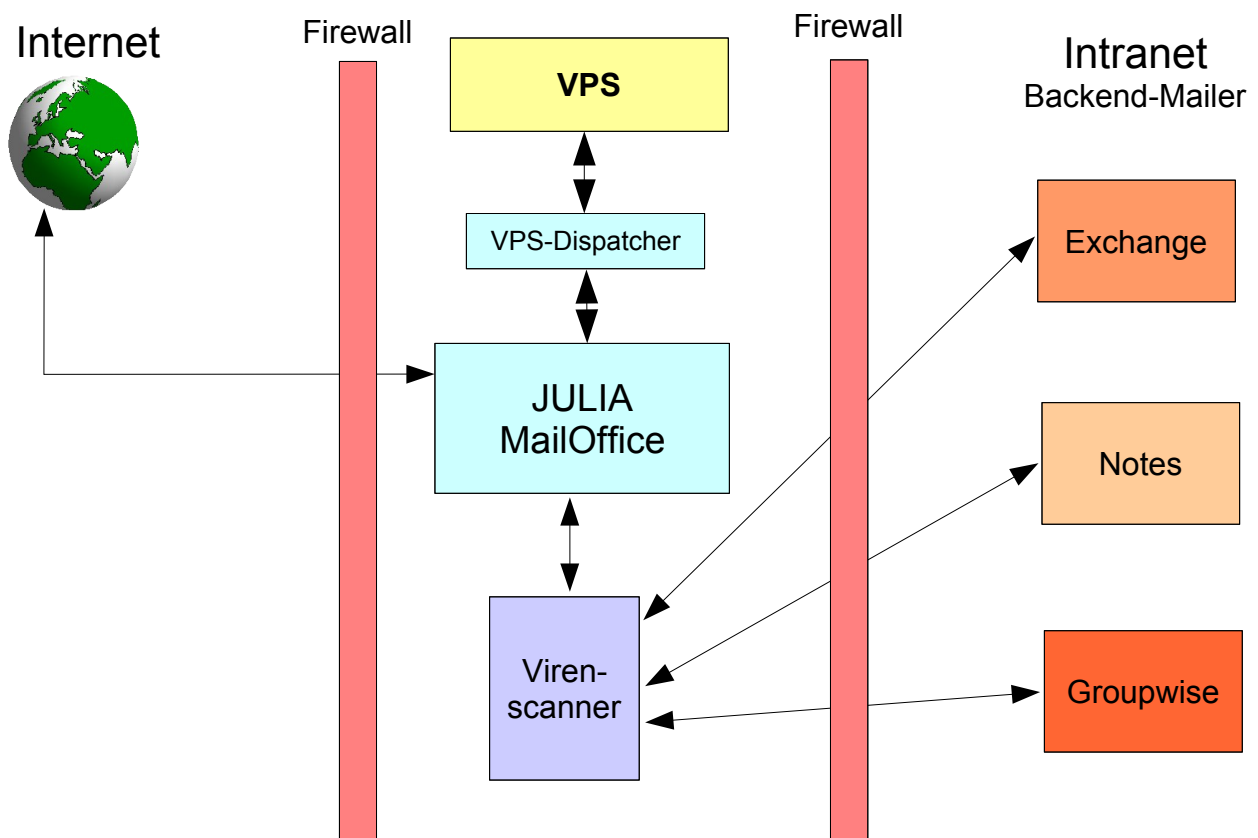 Internet
Firewall
VPS
Firewall
Intranet
Backend-Mailer
VPS-Dispatcher
Exchange
JULIA
MailOffice
Notes
Viren-
scanner
Groupwise